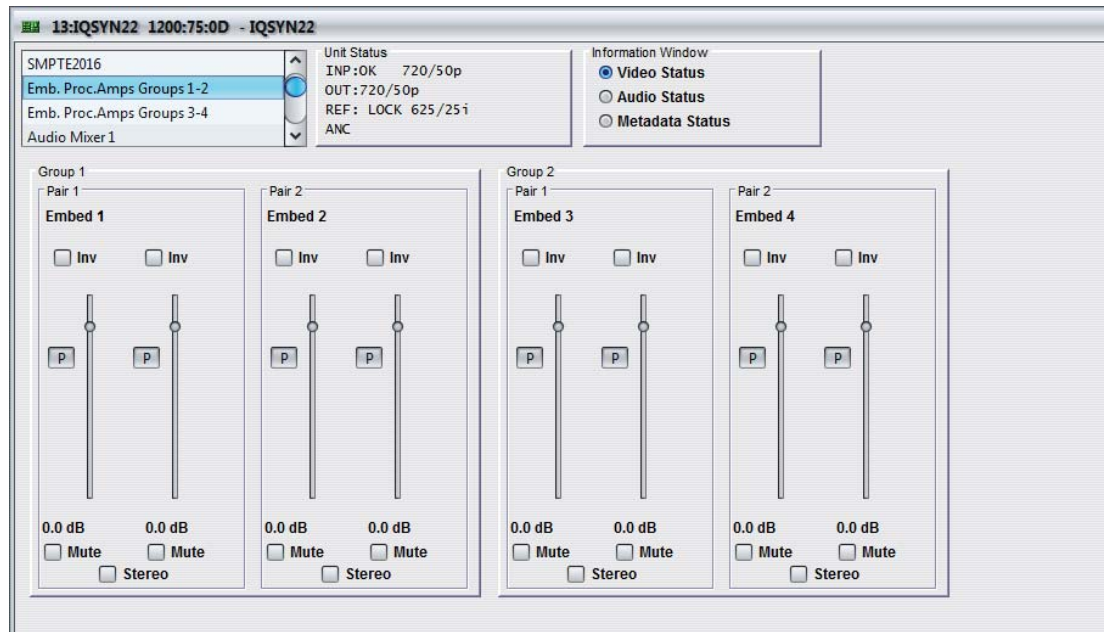 13:IQSYN22 1200:75:0D - IQSYN22
SMPTE2016
Emb. Proc.Amps Groups 1-2
Emb. Proc.Amps Groups 3-4
Audio Mixer 1
Unit Status
INP:OK 720/50p
OUT:720/50p
REF: LOCK 625/25i
ANC
Information Window
Video Status
Audio Status
Metadata Status
Group 1
Pair 1
Embed 1
Inv Inv
P P
0.0 dB 0.0 dB
Mute Mute
Stereo
Pair 2
Embed 2
Inv Inv
P P
0.0 dB 0.0 dB
Mute Mute
Stereo
Group 2
Pair 1
Embed 3
Inv Inv
P P
0.0 dB 0.0 dB
Mute Mute
Stereo
Pair 2
Embed 4
Inv Inv
P P
0.0 dB 0.0 dB
Mute Mute
Stereo